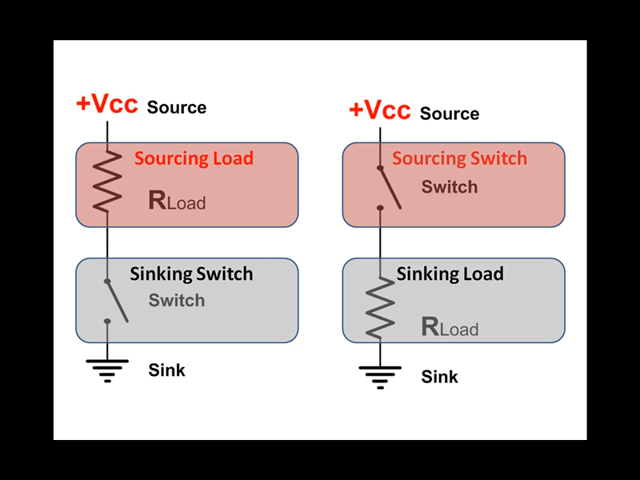 +Vcc Source
Sourcing Load
RLoad
Sinking Switch
Switch
Sink
+Vcc Source
Sourcing Switch
Switch
Sinking Load
RLoad
Sink